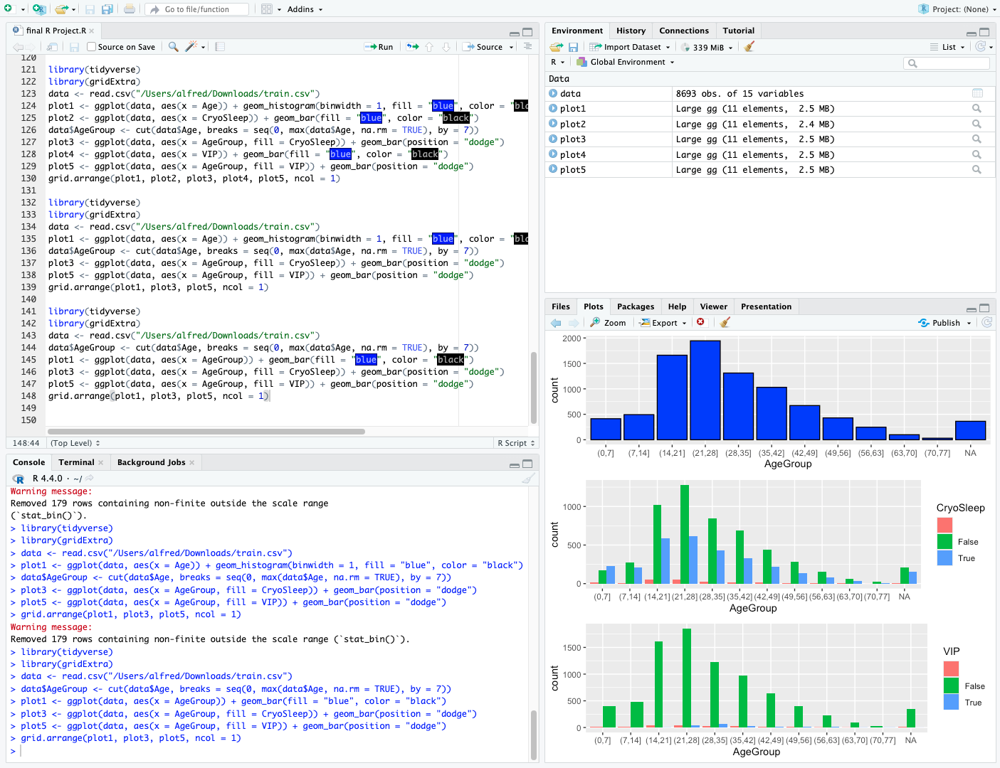 Go to file/function
Addins
Project: (None)
final R Project.R
Source on Save
Run
Source
120
121 library(tidyverse)
122 library(gridExtra)
123 data <- read.csv("/Users/alfred/Downloads/train.csv")
124 plot1 <- ggplot(data, aes(x = Age)) + geom_histogram(binwidth = 1, fill = "blue", color = "blac
125 plot2 <- ggplot(data, aes(x = CryoSleep)) + geom_bar(fill = "blue", color = "black")
126 data$AgeGroup <- cut(data$Age, breaks = seq(0, max(data$Age, na.rm = TRUE), by = 7))
127 plot3 <- ggplot(data, aes(x = AgeGroup, fill = CryoSleep)) + geom_bar(position = "dodge")
128 plot4 <- ggplot(data, aes(x = VIP)) + geom_bar(fill = "blue", color = "black")
129 plot5 <- ggplot(data, aes(x = AgeGroup, fill = VIP)) + geom_bar(position = "dodge")
130 grid.arrange(plot1, plot2, plot3, plot4, plot5, ncol = 1)
131
132 library(tidyverse)
133 library(gridExtra)
134 data <- read.csv("/Users/alfred/Downloads/train.csv")
135 plot1 <- ggplot(data, aes(x = Age)) + geom_histogram(binwidth = 1, fill = "blue", color = "blac
136 data$AgeGroup <- cut(data$Age, breaks = seq(0, max(data$Age, na.rm = TRUE), by = 7))
137 plot3 <- ggplot(data, aes(x = AgeGroup, fill = CryoSleep)) + geom_bar(position = "dodge")
138 plot5 <- ggplot(data, aes(x = AgeGroup, fill = VIP)) + geom_bar(position = "dodge")
139 grid.arrange(plot1, plot3, plot5, ncol = 1)
140
141 library(tidyverse)
142 library(gridExtra)
143 data <- read.csv("/Users/alfred/Downloads/train.csv")
144 data$AgeGroup <- cut(data$Age, breaks = seq(0, max(data$Age, na.rm = TRUE), by = 7))
145 plot1 <- ggplot(data, aes(x = AgeGroup)) + geom_bar(fill = "blue", color = "black")
146 plot3 <- ggplot(data, aes(x = AgeGroup, fill = CryoSleep)) + geom_bar(position = "dodge")
147 plot5 <- ggplot(data, aes(x = AgeGroup, fill = VIP)) + geom_bar(position = "dodge")
148 grid.arrange(plot1, plot3, plot5, ncol = 1)
149
150
148:44 (Top Level) R Script
Console Terminal Background Jobs
R 4.4.0 · ~/
Warning message:
Removed 179 rows containing non-finite outside the scale range
(`stat_bin()`).
> library(tidyverse)
> library(gridExtra)
> data <- read.csv("/Users/alfred/Downloads/train.csv")
> plot1 <- ggplot(data, aes(x = Age)) + geom_histogram(binwidth = 1, fill = "blue", color = "black")
> data$AgeGroup <- cut(data$Age, breaks = seq(0, max(data$Age, na.rm = TRUE), by = 7))
> plot3 <- ggplot(data, aes(x = AgeGroup, fill = CryoSleep)) + geom_bar(position = "dodge")
> plot5 <- ggplot(data, aes(x = AgeGroup, fill = VIP)) + geom_bar(position = "dodge")
> grid.arrange(plot1, plot3, plot5, ncol = 1)
Warning message:
Removed 179 rows containing non-finite outside the scale range (`stat_bin()`).
> library(tidyverse)
> library(gridExtra)
> data <- read.csv("/Users/alfred/Downloads/train.csv")
> data$AgeGroup <- cut(data$Age, breaks = seq(0, max(data$Age, na.rm = TRUE), by = 7))
> plot1 <- ggplot(data, aes(x = AgeGroup)) + geom_bar(fill = "blue", color = "black")
> plot3 <- ggplot(data, aes(x = AgeGroup, fill = CryoSleep)) + geom_bar(position = "dodge")
> plot5 <- ggplot(data, aes(x = AgeGroup, fill = VIP)) + geom_bar(position = "dodge")
> grid.arrange(plot1, plot3, plot5, ncol = 1)
>
Environment History Connections Tutorial
Import Dataset 339 MiB List
R Global Environment
Data
data 8693 obs. of 15 variables
plot1 Large gg (11 elements, 2.5 MB)
plot2 Large gg (11 elements, 2.4 MB)
plot3 Large gg (11 elements, 2.5 MB)
plot4 Large gg (11 elements, 2.5 MB)
plot5 Large gg (11 elements, 2.5 MB)
Files Plots Packages Help Viewer Presentation
Zoom Export Publish
2000
1500
1000
500
0
count
(0,7] (7,14] (14,21] (21,28] (28,35] (35,42] (42,49] (49,56] (56,63] (63,70] (70,77] NA
AgeGroup
1000
500
0
count
(0,7] (7,14] (14,21] (21,28] (28,35] (35,42] (42,49] (49,56] (56,63] (63,70] (70,77] NA
AgeGroup
CryoSleep
False
True
1500
1000
500
0
count
(0,7] (7,14] (14,21] (21,28] (28,35] (35,42] (42,49] (49,56] (56,63] (63,70] (70,77] NA
AgeGroup
VIP
False
True